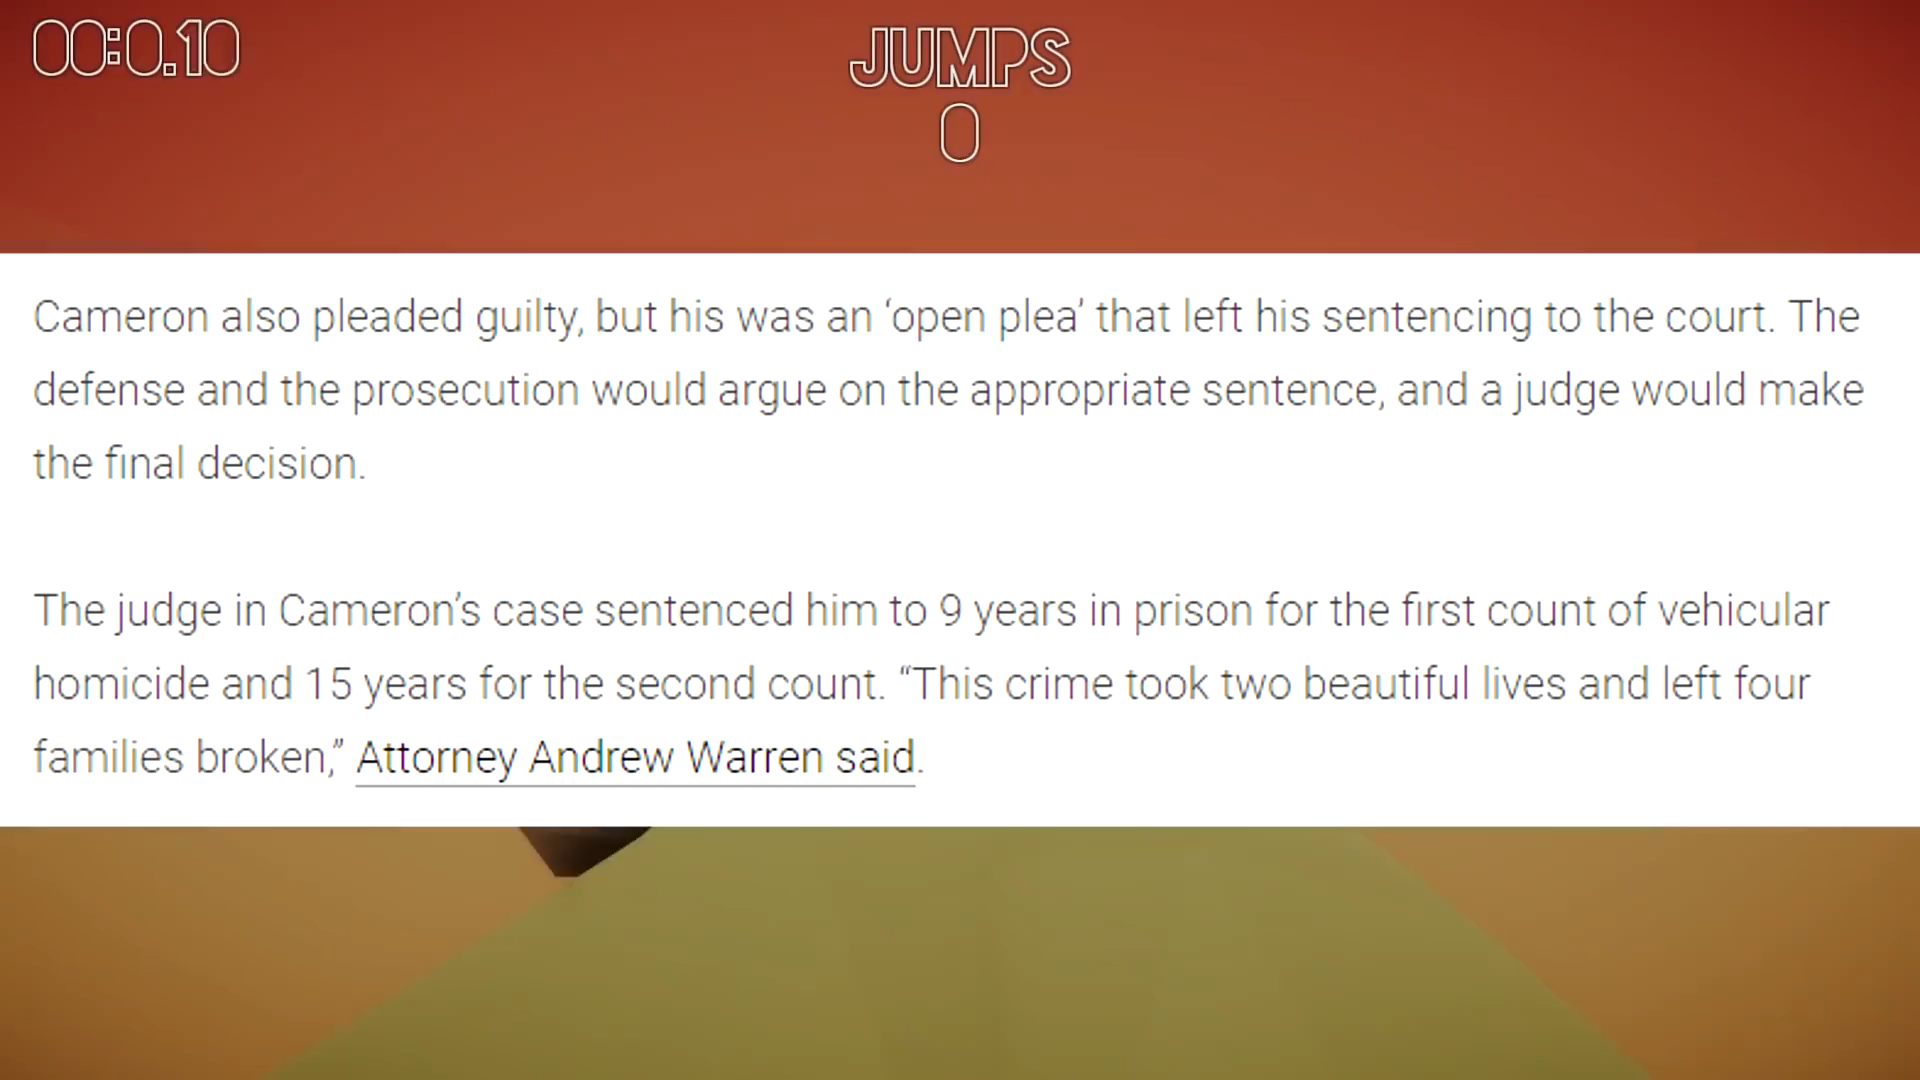 00:0.10
JUMPS
0
Cameron also pleaded guilty, but his was an ‘open plea’ that left his sentencing to the court. The
defense and the prosecution would argue on the appropriate sentence, and a judge would make
the final decision.
The judge in Cameron’s case sentenced him to 9 years in prison for the first count of vehicular
homicide and 15 years for the second count. “This crime took two beautiful lives and left four
families broken,” Attorney Andrew Warren said.